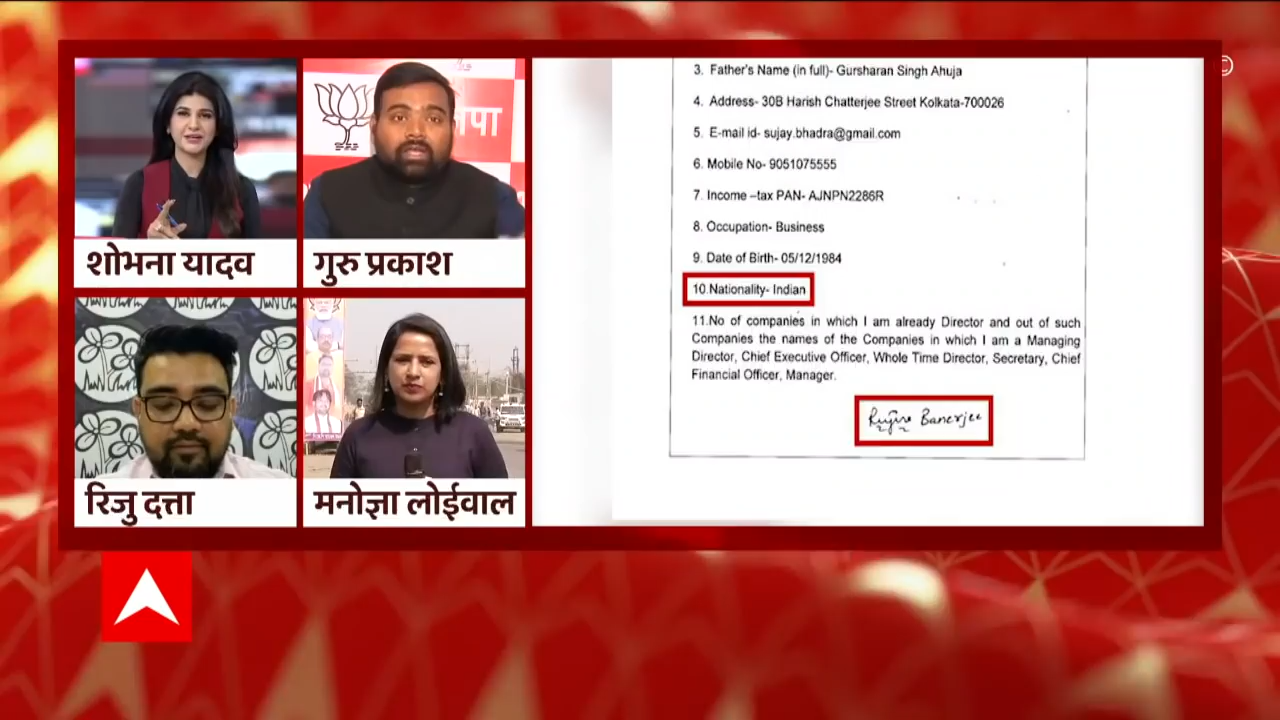 शोभना यादव
गुरु प्रकाश
रिजु दत्ता
मनोज्ञा लोईवाल
3. Father's Name (in full)- Gursharan Singh Ahuja
4. Address- 30B Harish Chatterjee Street Kolkata-700026
5. E-mail id- sujay.bhadra@gmail.com
6. Mobile No- 9051075555
7. Income –tax PAN- AJNPN2286R
8. Occupation- Business
9. Date of Birth- 05/12/1984
10.Nationality- Indian
11.No of companies in which I am already Director and out of such
Companies the names of the Companies in which I am a Managing
Director, Chief Executive Officer, Whole Time Director, Secretary, Chief
Financial Officer, Manager.
Rujira Banerjee